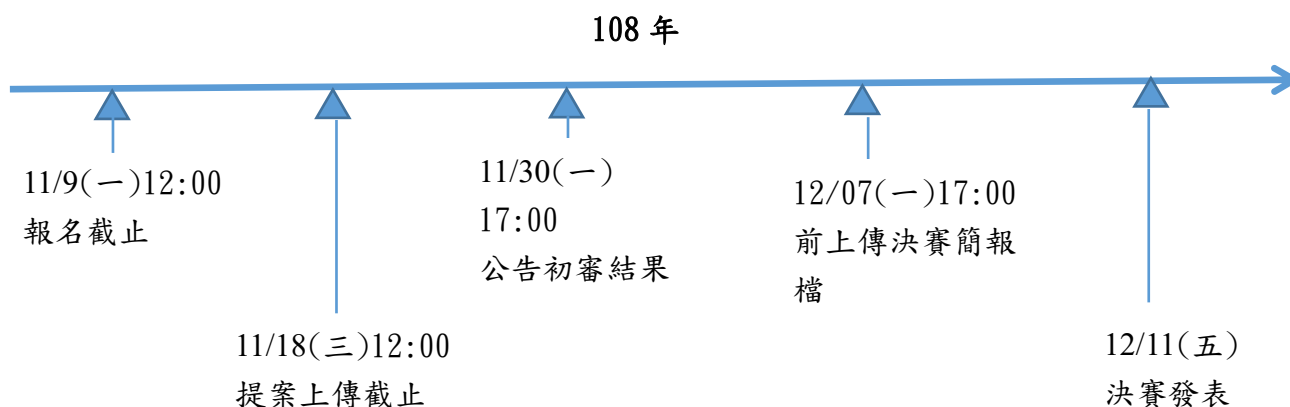 108 年
11/9(一)12:00
報名截止
11/18(三)12:00
提案上傳截止
11/30(一)
17:00
公告初審結果
12/07(一)17:00
前上傳決賽簡報
檔
12/11(五)
決賽發表